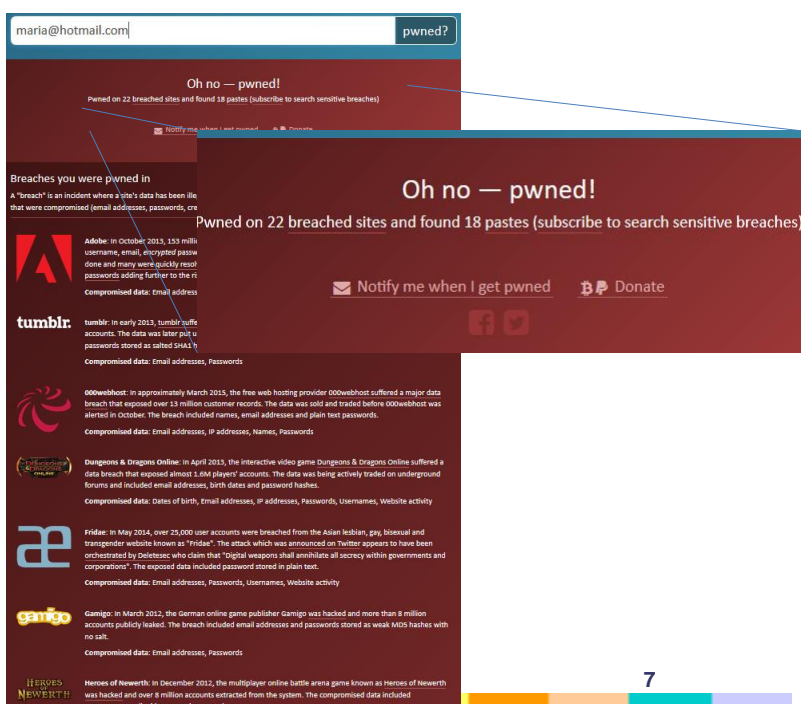 maria@hotmail.com pwned?
Oh no — pwned!
Pwned on 22 breached sites and found 18 pastes (subscribe to search sensitive breaches)
Notify me when I get pwned Donate
Oh no — pwned!
Pwned on 22 breached sites and found 18 pastes (subscribe to search sensitive breaches)
Notify me when I get pwned Donate
Breaches you were pwned in
A "breach" is an incident where a site's data has been ille
that were compromised (email addresses, passwords, cre
Adobe: In October 2013, 153 milli
username, email, encrypted passw
done and many were quickly resol
passwords adding further to the ri
Compromised data: Email address
tumblr.
tumblr: In early 2013, tumblr suffe
accounts. The data was later put u
passwords stored as salted SHA1 h
Compromised data: Email addresses, Passwords
000webhost: In approximately March 2015, the free web hosting provider 000webhost suffered a major data
breach that exposed over 13 million customer records. The data was sold and traded before 000webhost was
alerted in October. The breach included names, email addresses and plain text passwords.
Compromised data: Email addresses, IP addresses, Names, Passwords
Dungeons & Dragons Online: In April 2013, the interactive video game Dungeons & Dragons Online suffered a
data breach that exposed almost 1.6M players' accounts. The data was being actively traded on underground
forums and included email addresses, birth dates and password hashes.
Compromised data: Dates of birth, Email addresses, IP addresses, Passwords, Usernames, Website activity
Fridae: In May 2014, over 25,000 user accounts were breached from the Asian lesbian, gay, bisexual and
transgender website known as "Fridae". The attack which was announced on Twitter appears to have been
orchestrated by Deletesec who claim that "Digital weapons shall annihilate all secrecy within governments and
corporations". The exposed data included password stored in plain text.
Compromised data: Email addresses, Passwords, Usernames, Website activity
gamigo
Gamigo: In March 2012, the German online game publisher Gamigo was hacked and more than 8 million
accounts publicly leaked. The breach included email addresses and passwords stored as weak MD5 hashes with
no salt.
Compromised data: Email addresses, Passwords
HEROES
OF
NEWERTH
Heroes of Newerth: In December 2012, the multiplayer online battle arena game known as Heroes of Newerth
was hacked and over 8 million accounts extracted from the system. The compromised data included
7